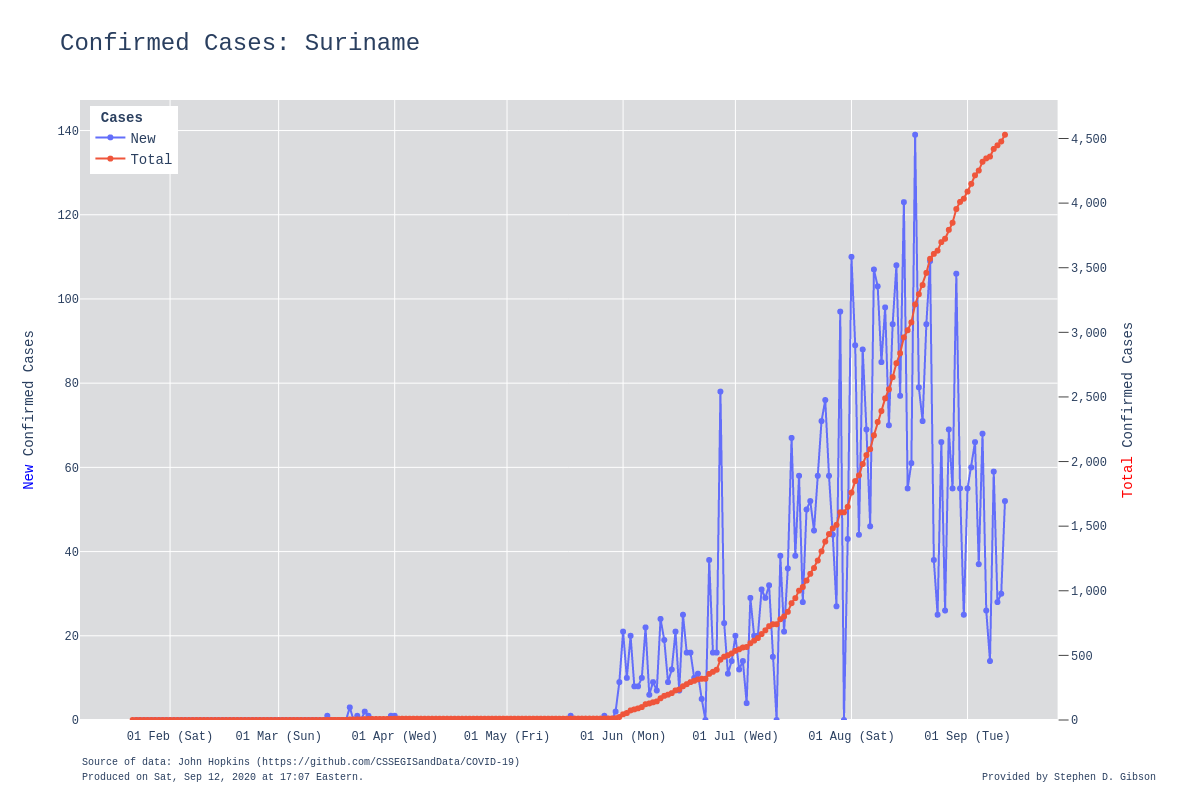 Confirmed Cases: Suriname
Cases
New
Total
140
120
100
80
60
40
20
0
4,500
4,000
3,500
3,000
2,500
2,000
1,500
1,000
500
0
New Confirmed Cases
Total Confirmed Cases
01 Feb (Sat) 01 Mar (Sun) 01 Apr (Wed) 01 May (Fri) 01 Jun (Mon) 01 Jul (Wed) 01 Aug (Sat) 01 Sep (Tue)
Source of data: John Hopkins (https://github.com/CSSEGISandData/COVID-19)
Produced on Sat, Sep 12, 2020 at 17:07 Eastern.
Provided by Stephen D. Gibson